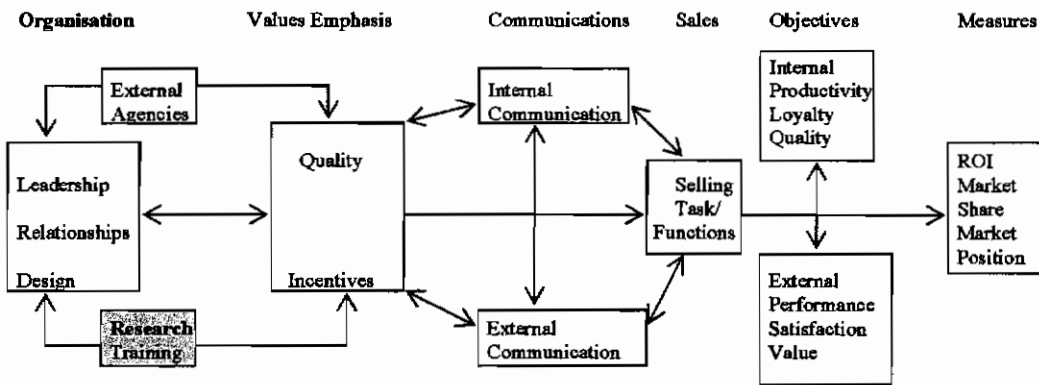 Organisation
Values Emphasis
Communications
Sales
Objectives
Measures
External
Agencies
Leadership
Relationships
Design
Research
Training
Quality
Incentives
Internal
Communication
External
Communication
Selling
Task/
Functions
Internal
Productivity
Loyalty
Quality
External
Performance
Satisfaction
Value
ROI
Market
Share
Market
Position